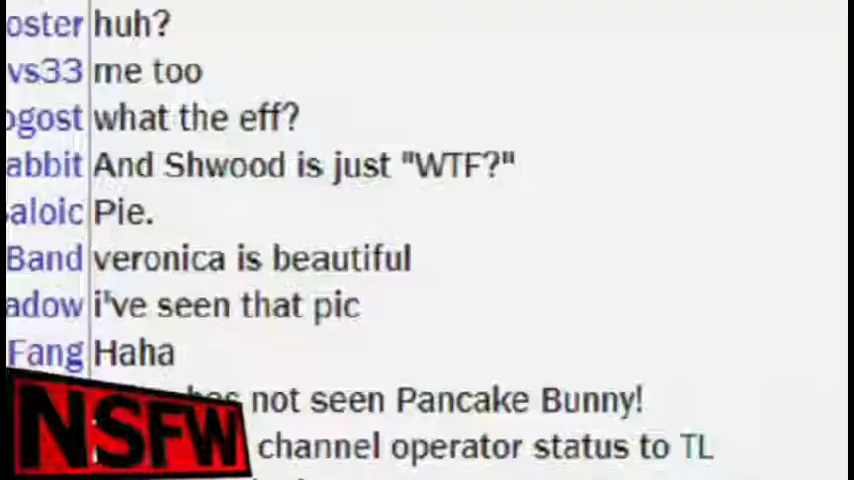 oster huh?
vs33 me too
ogost what the eff?
abbit And Shwood is just "WTF?"
aloic Pie.
Band veronica is beautiful
adow i've seen that pic
Fang Haha
has not seen Pancake Bunny!
channel operator status to TL
NSFW